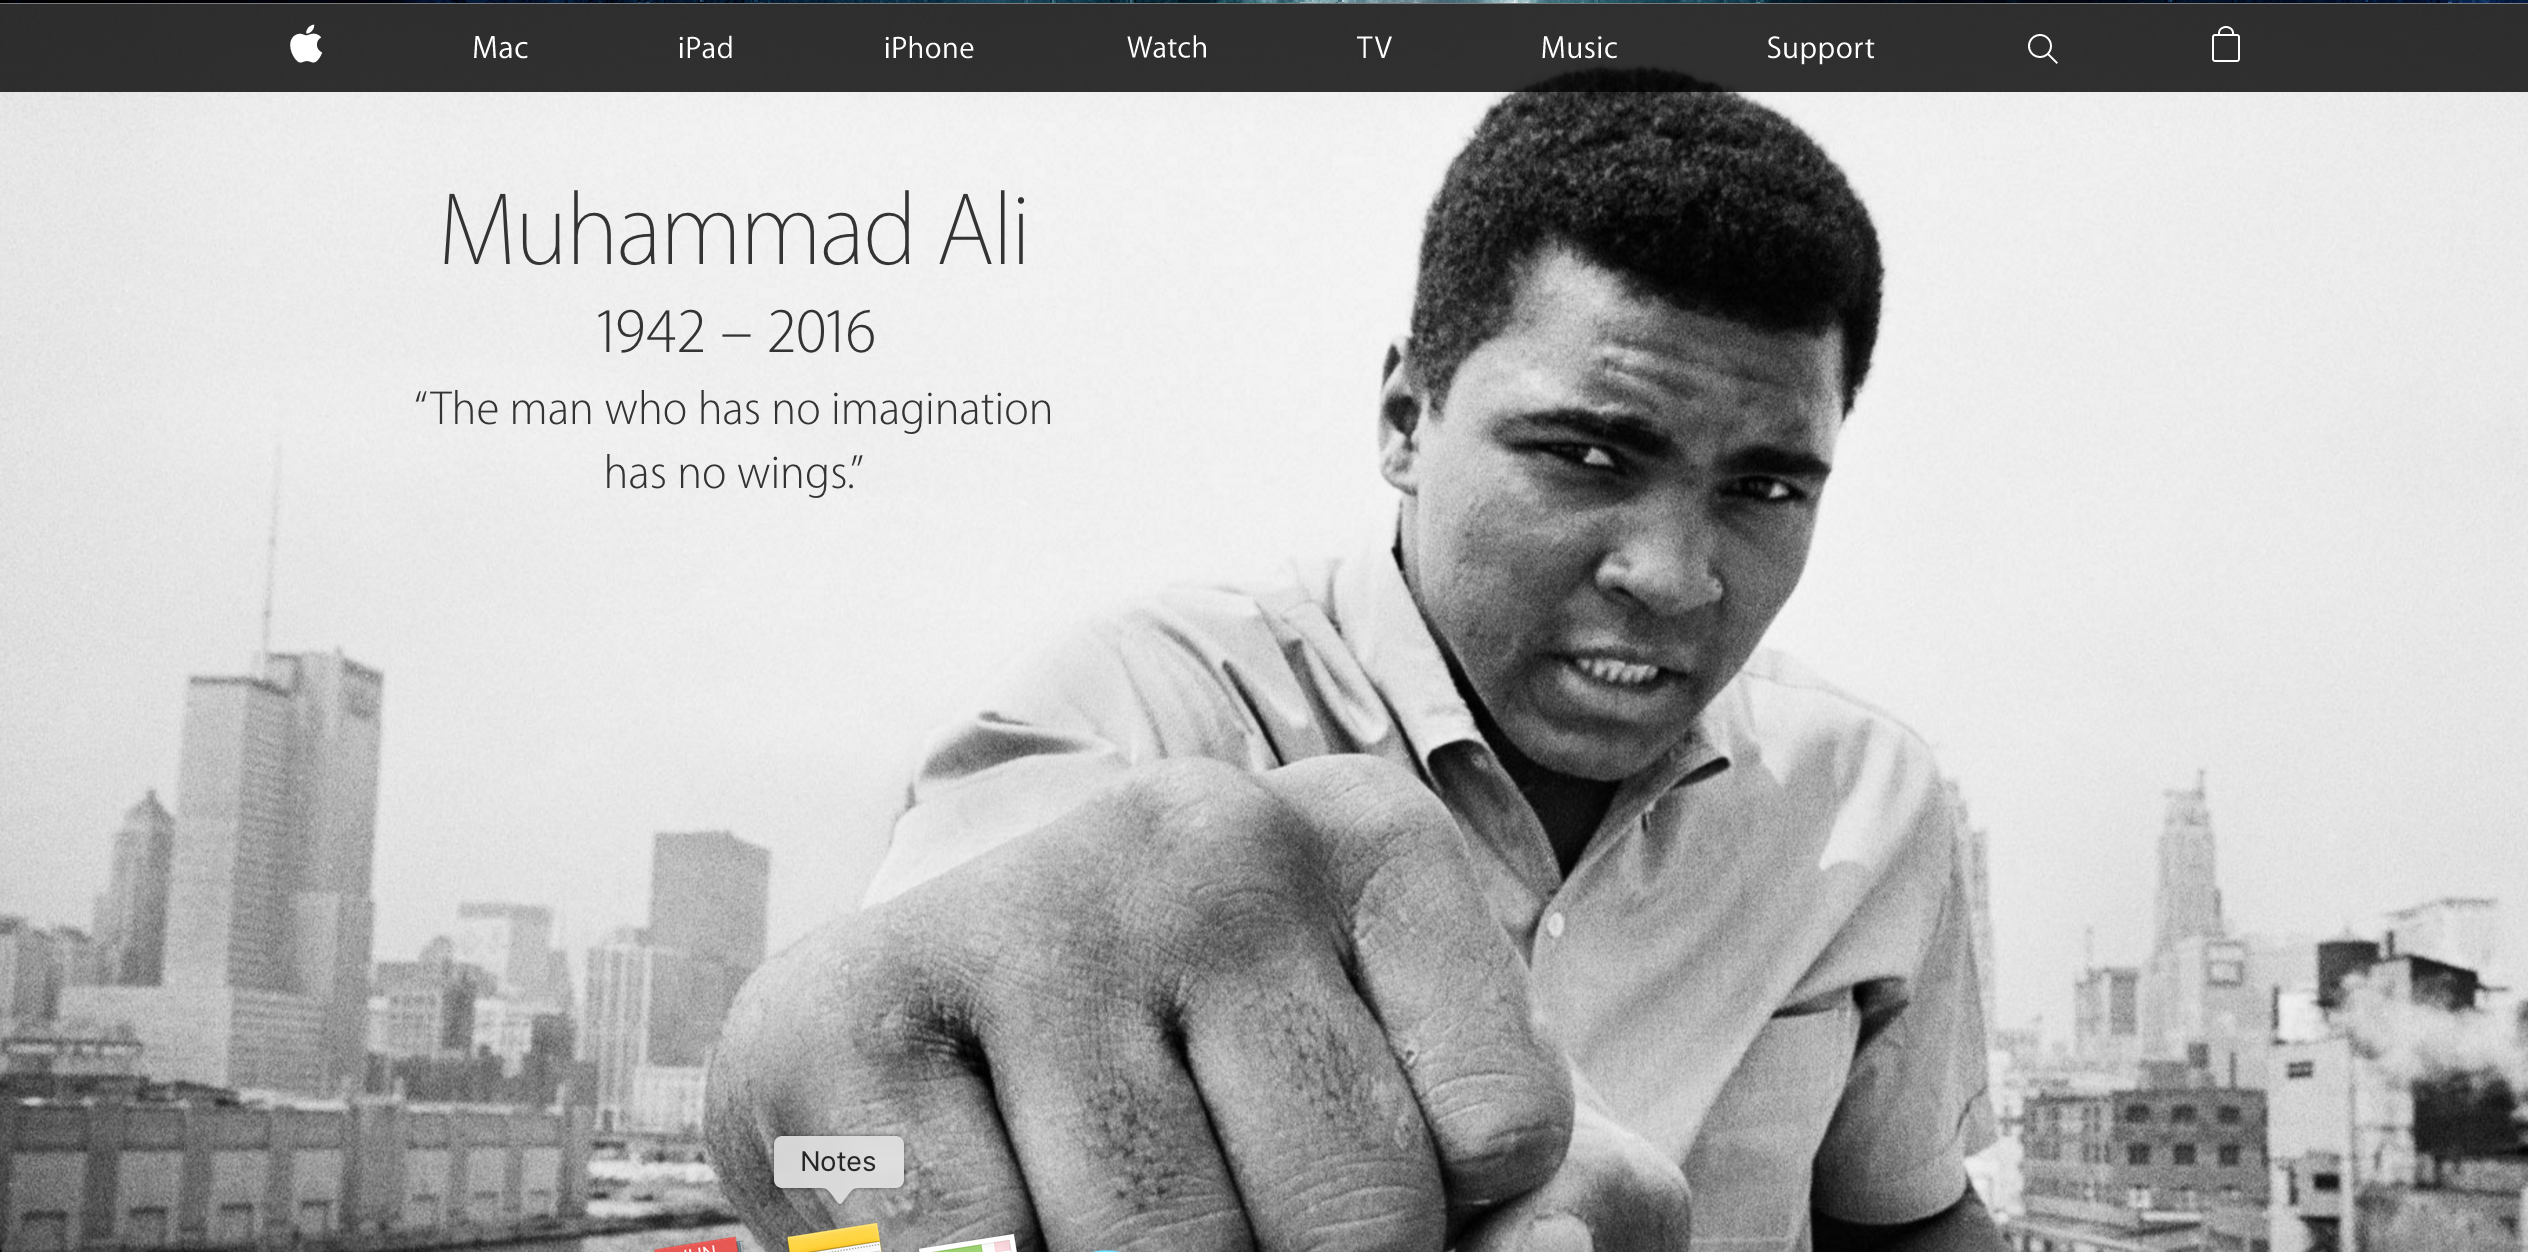 Mac iPad iPhone Watch TV Music Support
Muhammad Ali
1942 – 2016
“The man who has no imagination
has no wings.”
Notes